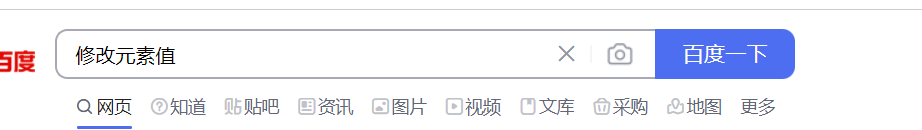 百度
修改元素值
百度一下
网页 知道 贴吧 资讯 图片 视频 文库 采购 地图 更多